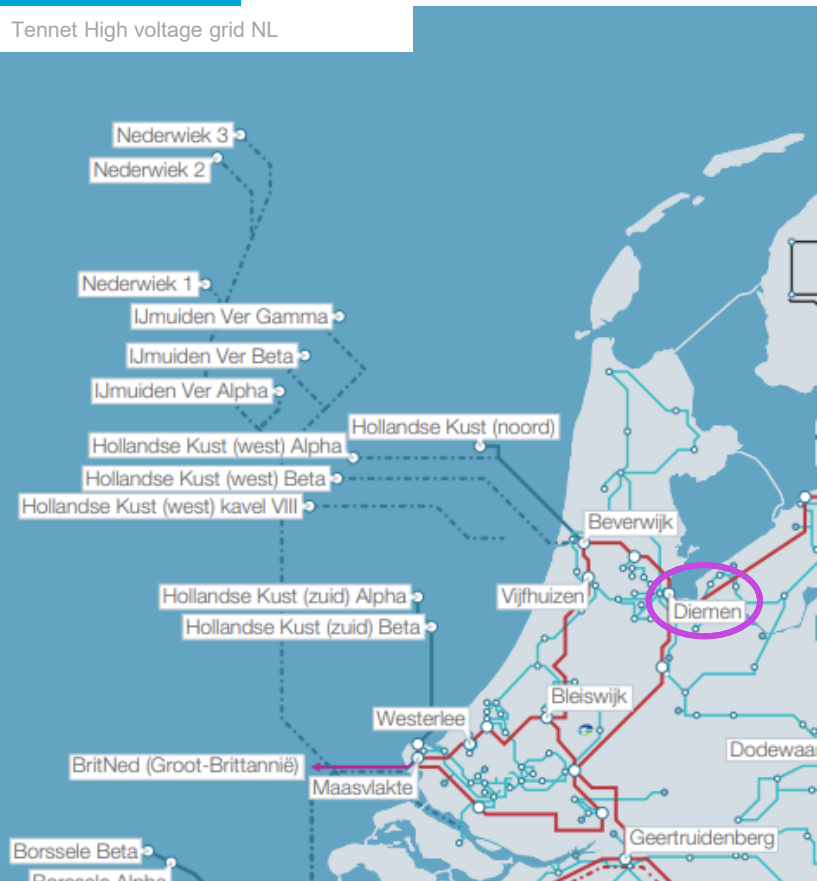 Tennet High voltage grid NL
Nederwiek 3
Nederwiek 2
Nederwiek 1
IJmuiden Ver Gamma
IJmuiden Ver Beta
IJmuiden Ver Alpha
Hollandse Kust (noord)
Hollandse Kust (west) Alpha
Hollandse Kust (west) Beta
Hollandse Kust (west) kavel VIII
Beverwijk
Hollandse Kust (zuid) Alpha
Vijfhuizen
Diemen
Hollandse Kust (zuid) Beta
Bleiswijk
Westerlee
Dodewaa
BritNed (Groot-Brittannië)
Maasvlakte
Geertruidenberg
Borssele Beta
Borssele Alpha